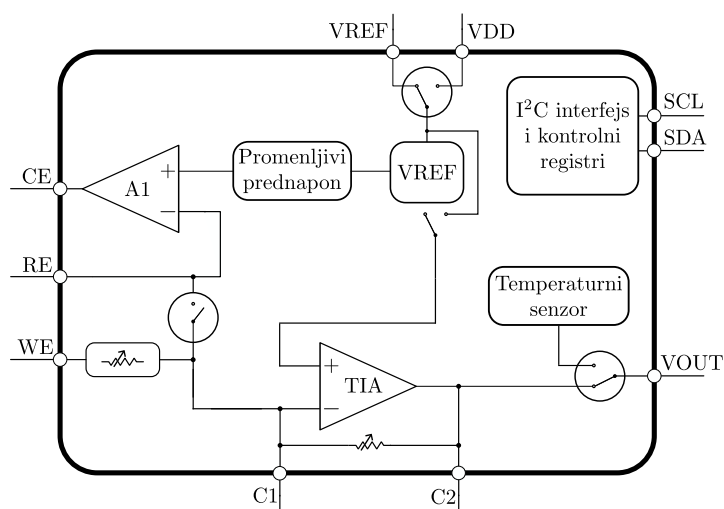 VREF
VDD
I²C interfejs
i kontrolni
registri
SCL
SDA
Promenljivi
prednapon
VREF
CE
A1
+
−
RE
Temperaturni
senzor
WE
+
TIA
−
VOUT
C1
C2